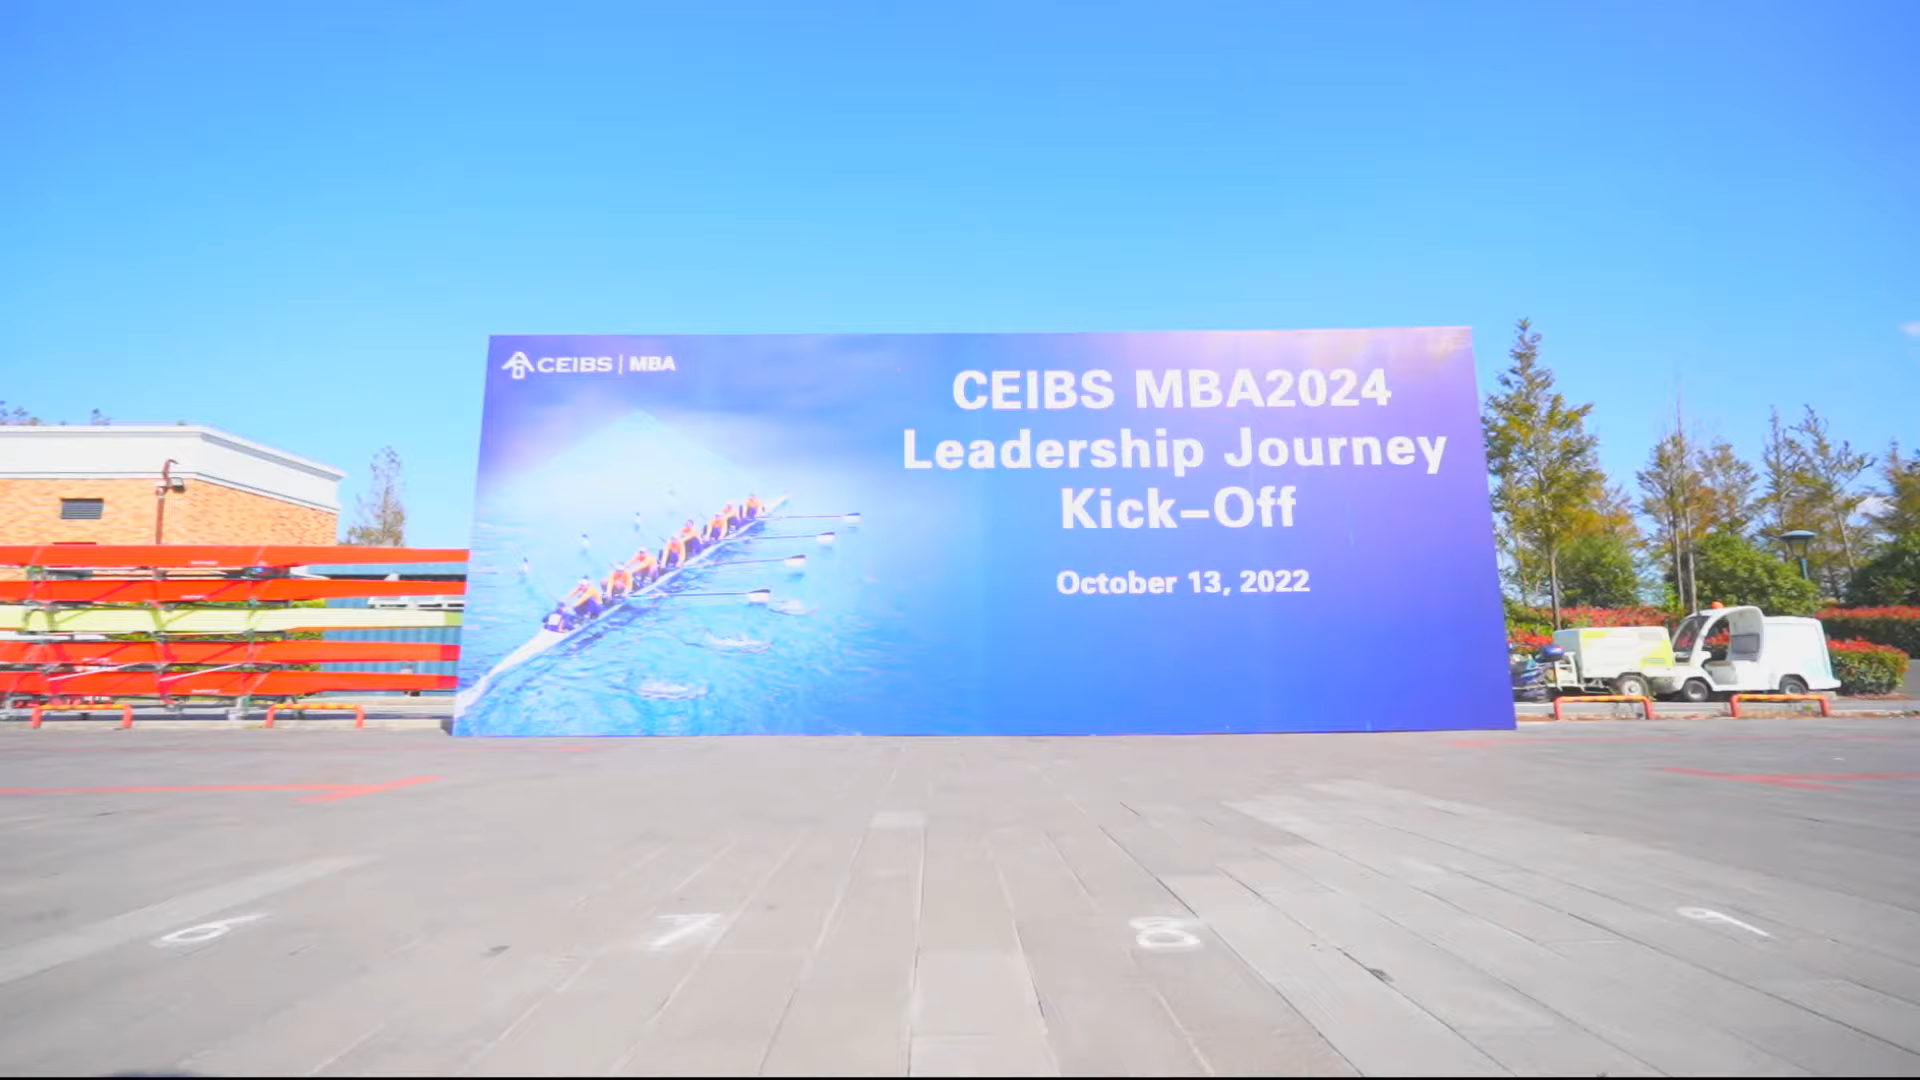 CEIBS | MBA
CEIBS MBA2024
Leadership Journey
Kick-Off
October 13, 2022
6 7 8 9